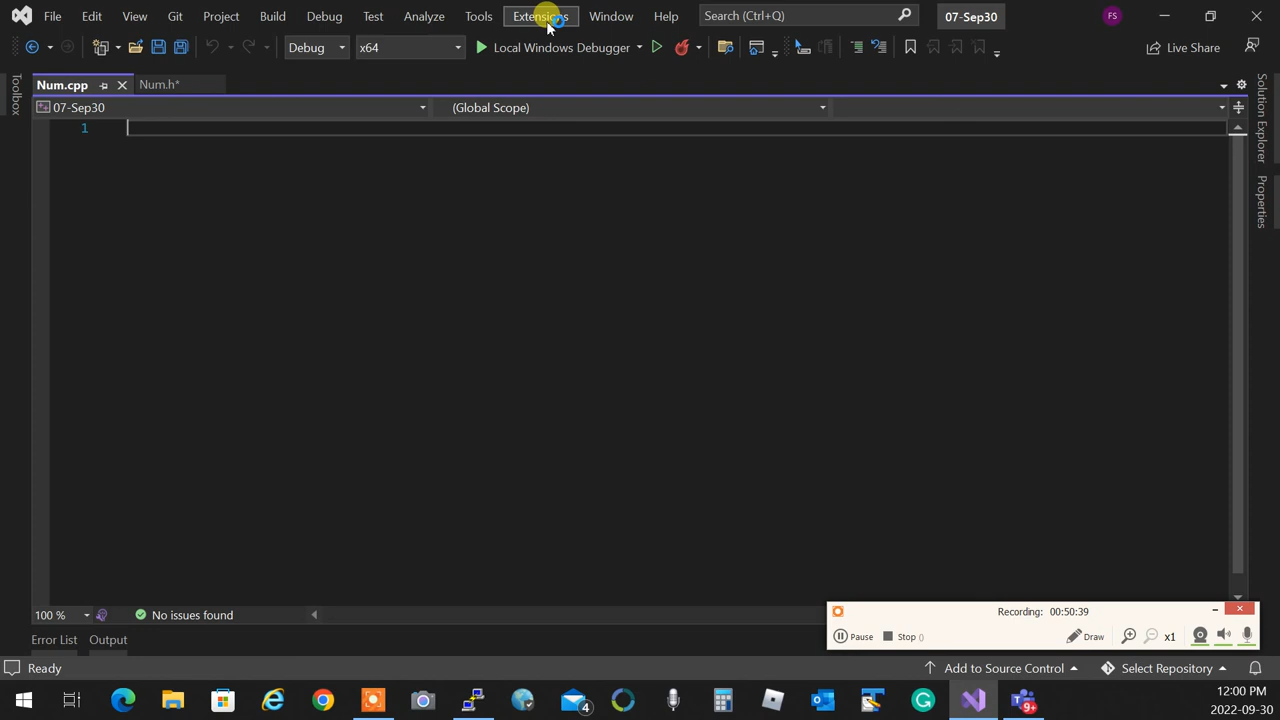 File Edit View Git Project Build Debug Test Analyze Tools Extensions Window Help Search (Ctrl+Q) 07-Sep30 FS
Debug x64 Local Windows Debugger Live Share
Toolbox
Num.cpp Num.h*
07-Sep30 (Global Scope)
1
Solution Explorer
Properties
100 % No issues found
Recording: 00:50:39
Pause Stop () Draw x1
Error List Output
Ready Add to Source Control Select Repository
4
9+
12:00 PM
2022-09-30